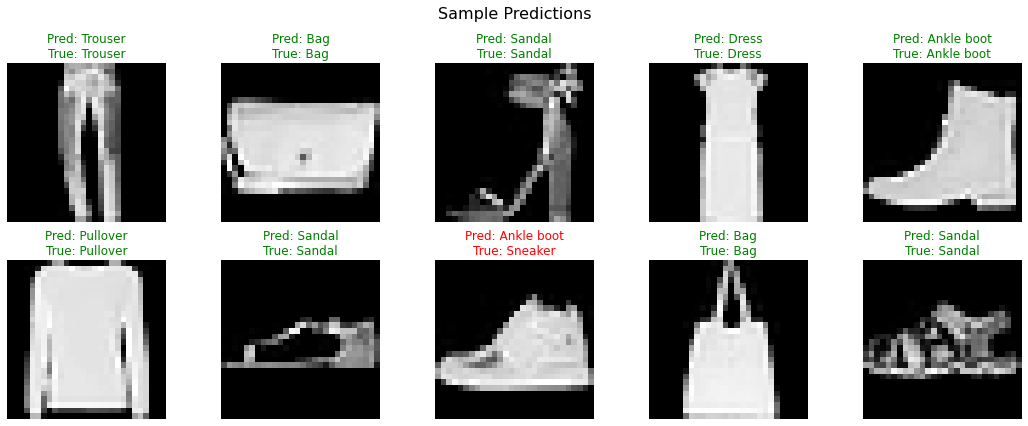 Sample Predictions
Pred: Trouser
True: Trouser
Pred: Bag
True: Bag
Pred: Sandal
True: Sandal
Pred: Dress
True: Dress
Pred: Ankle boot
True: Ankle boot
Pred: Pullover
True: Pullover
Pred: Sandal
True: Sandal
Pred: Ankle boot
True: Sneaker
Pred: Bag
True: Bag
Pred: Sandal
True: Sandal